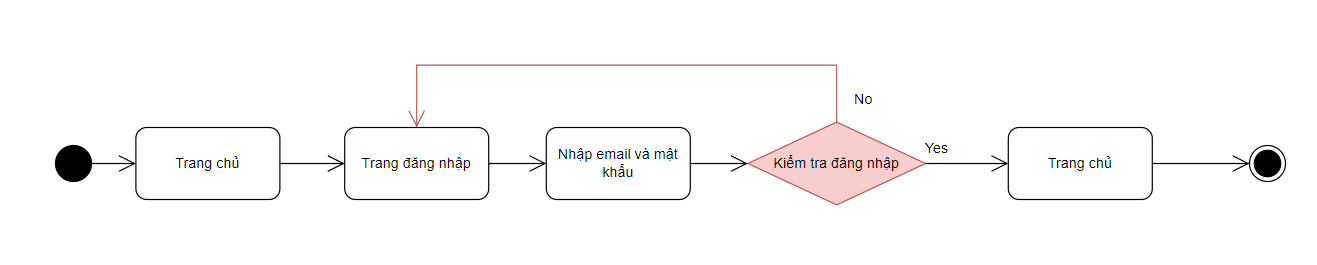 No
Trang chủ
Trang đăng nhập
Nhập email và mật
khẩu
Kiểm tra đăng nhập
Yes
Trang chủ